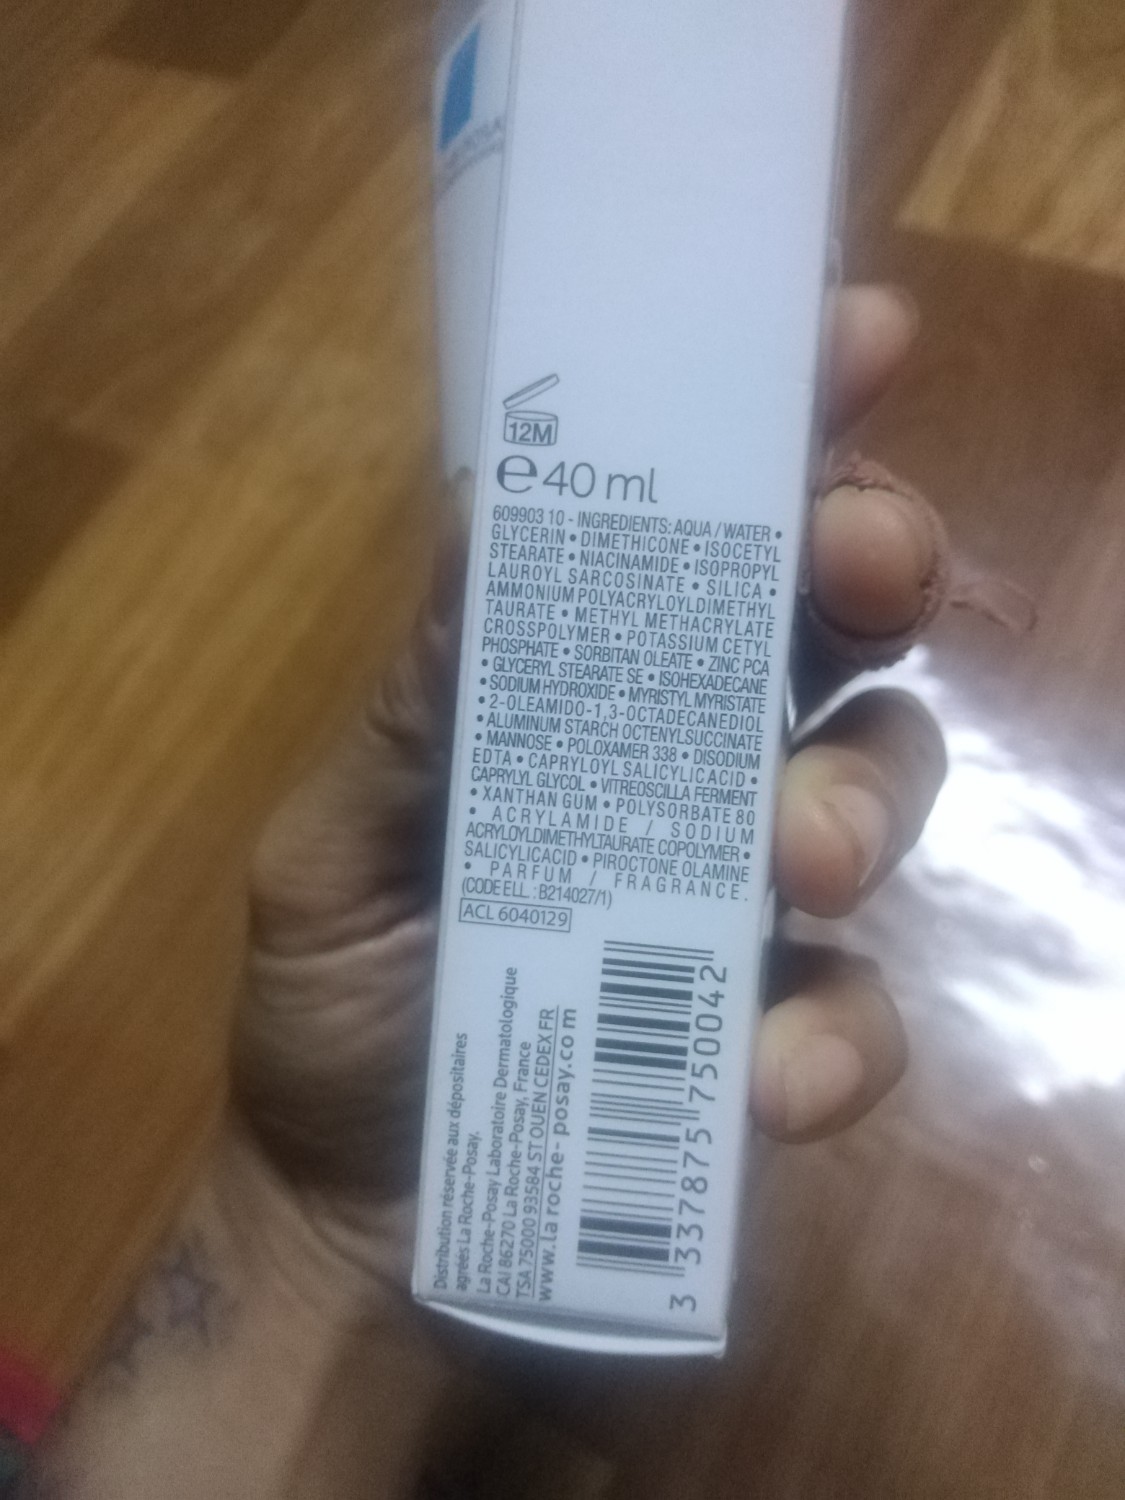 12M
e 40 ml
609903 10 - INGREDIENTS: AQUA / WATER •
GLYCERIN • DIMETHICONE • ISOCETYL
STEARATE • NIACINAMIDE • ISOPROPYL
LAUROYL SARCOSINATE • SILICA •
AMMONIUM POLYACRYLOYLDIMETHYL
TAURATE • METHYL METHACRYLATE
CROSSPOLYMER • POTASSIUM CETYL
PHOSPHATE • SORBITAN OLEATE • ZINC PCA
• GLYCERYL STEARATE SE • ISOHEXADECANE
• SODIUM HYDROXIDE • MYRISTYL MYRISTATE
• 2-OLEAMIDO-1,3-OCTADECANEDIOL
• ALUMINUM STARCH OCTENYLSUCCINATE
• MANNOSE • POLOXAMER 338 • DISODIUM
EDTA • CAPRYLOYL SALICYLIC ACID •
CAPRYLYL GLYCOL • VITREOSCILLA FERMENT
• XANTHAN GUM • POLYSORBATE 80
• ACRYLAMIDE / SODIUM
ACRYLOYLDIMETHYLTAURATE COPOLYMER •
SALICYLIC ACID • PIROCTONE OLAMINE
• PARFUM / FRAGRANCE.
(CODE F.I.L. : B214027/1)
ACL 6040129
Distribution réservée aux dépositaires
agréés La Roche-Posay.
La Roche-Posay Laboratoire Dermatologique
CAI 86270 La Roche-Posay, France
TSA 75000 93584 ST OUEN CEDEX FR
www.laroche-posay.com
3 337875 750042